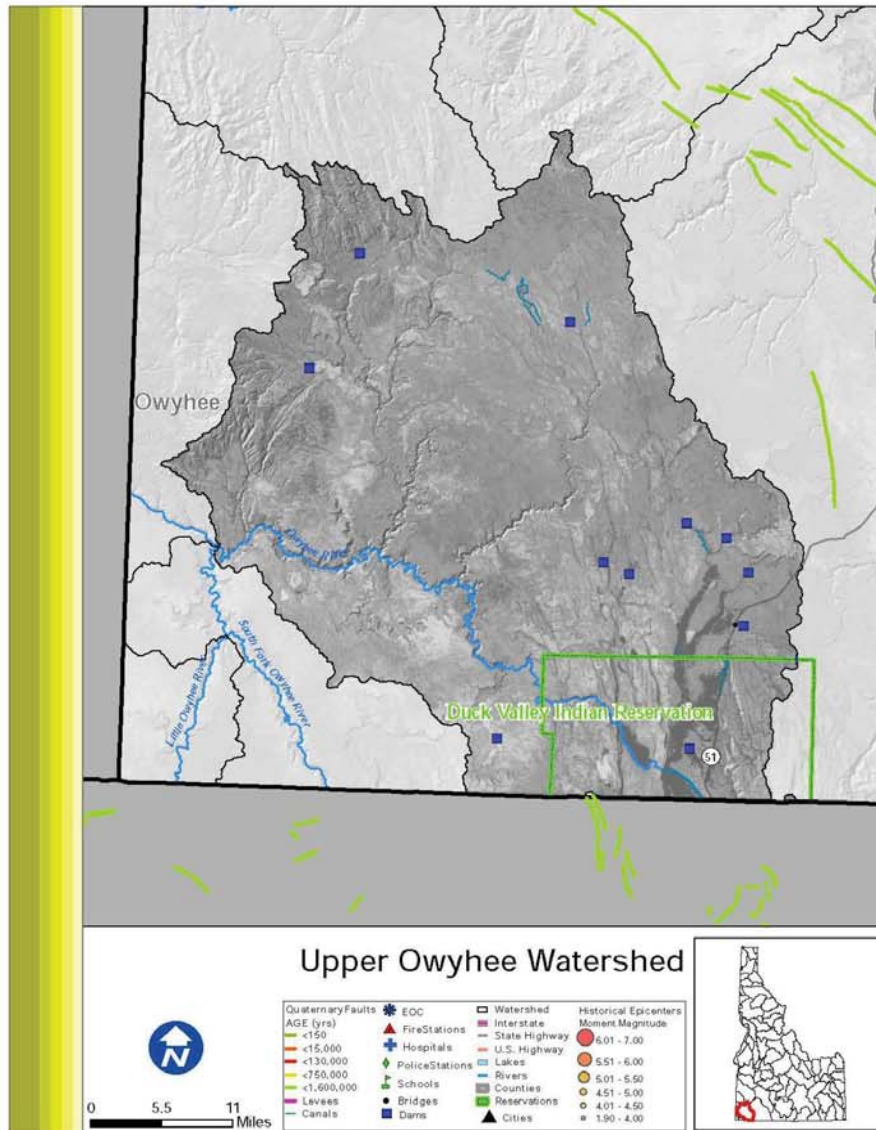 Owyhee
Owyhee River
South Fork Owyhee River
Little Owyhee River
Duck Valley Indian Reservation
51
Upper Owyhee Watershed
N
0 5.5 11
Miles
Quaternary Faults
AGE (yrs)
<150
<15,000
<130,000
<750,000
<1,600,000
Levees
Canals
EOC
FireStations
Hospitals
PoliceStations
Schools
Bridges
Dams
Watershed
Interstate
State Highway
U.S. Highway
Lakes
Rivers
Counties
Reservations
Cities
Historical Epicenters
Moment Magnitude
6.01 - 7.00
5.51 - 6.00
5.01 - 5.50
4.51 - 5.00
4.01 - 4.50
1.90 - 4.00